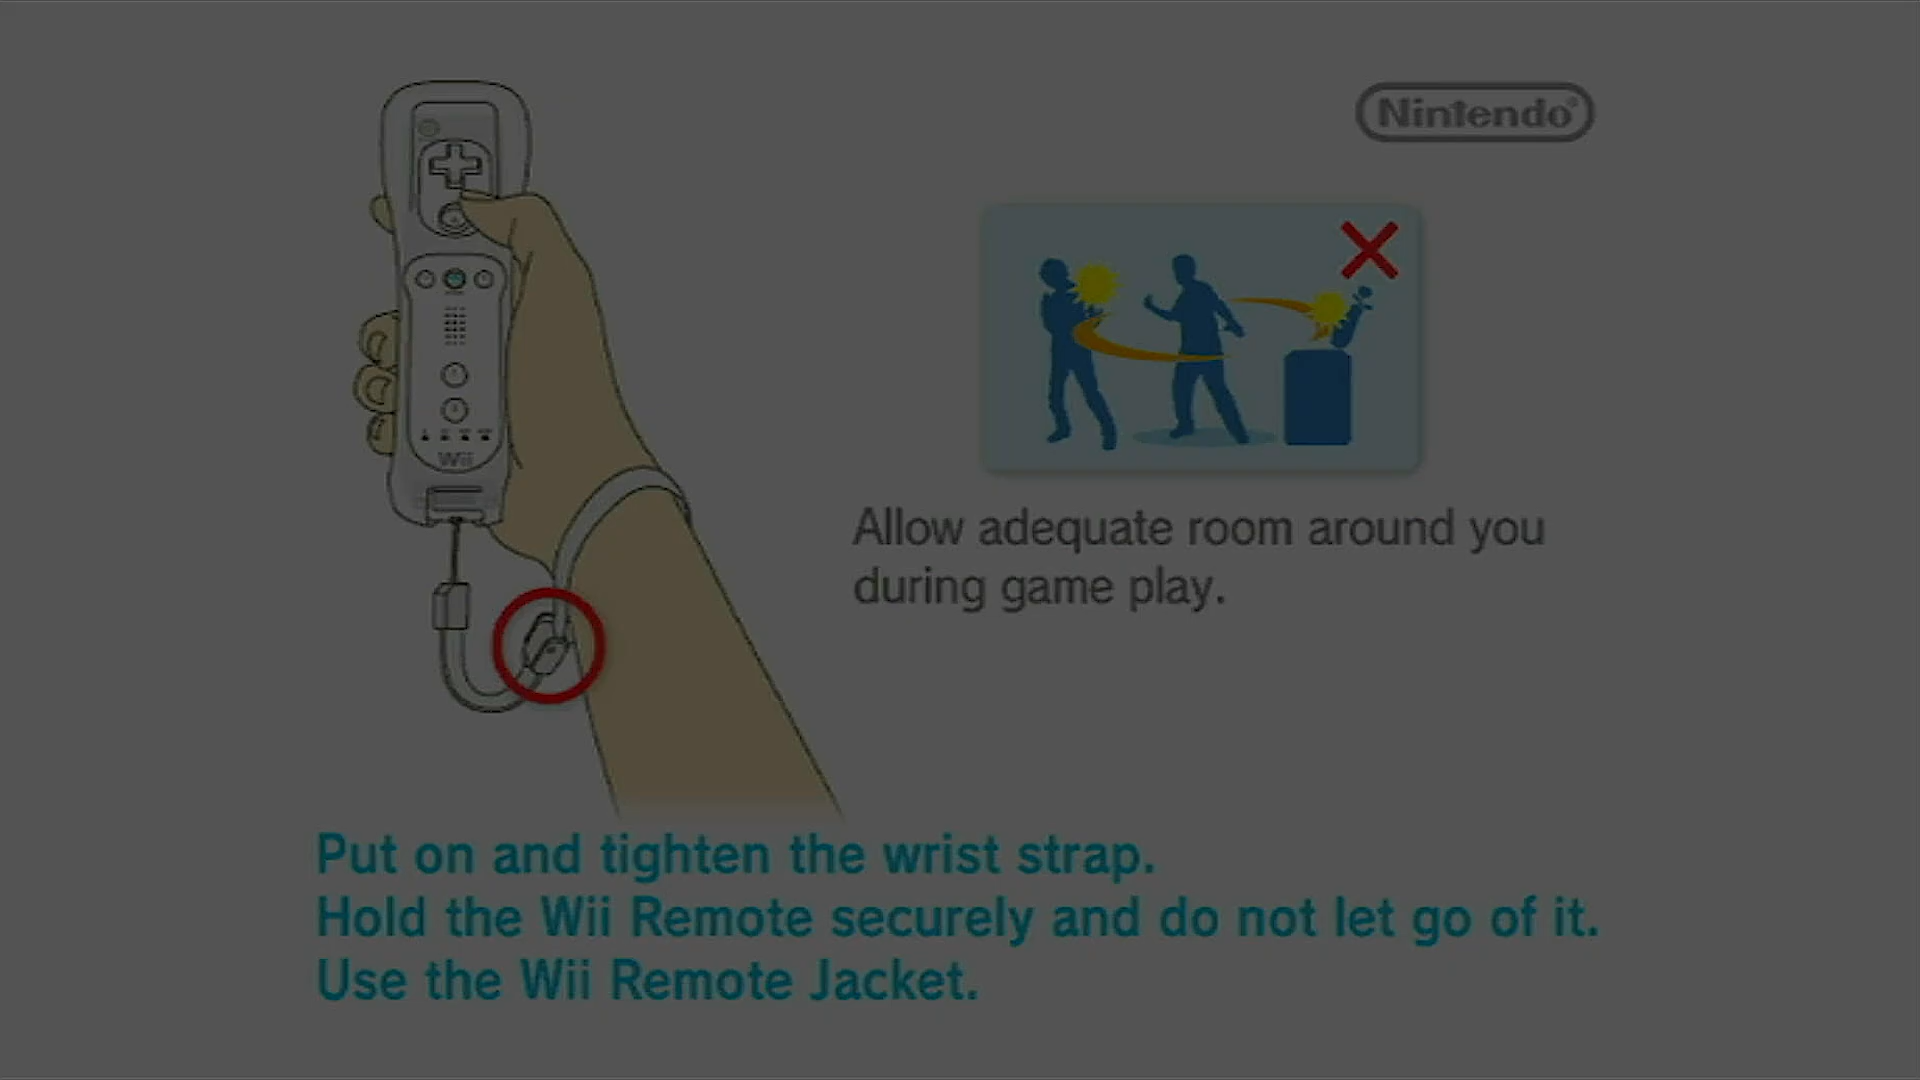 Nintendo®
Wii
Allow adequate room around you
during game play.
Put on and tighten the wrist strap.
Hold the Wii Remote securely and do not let go of it.
Use the Wii Remote Jacket.